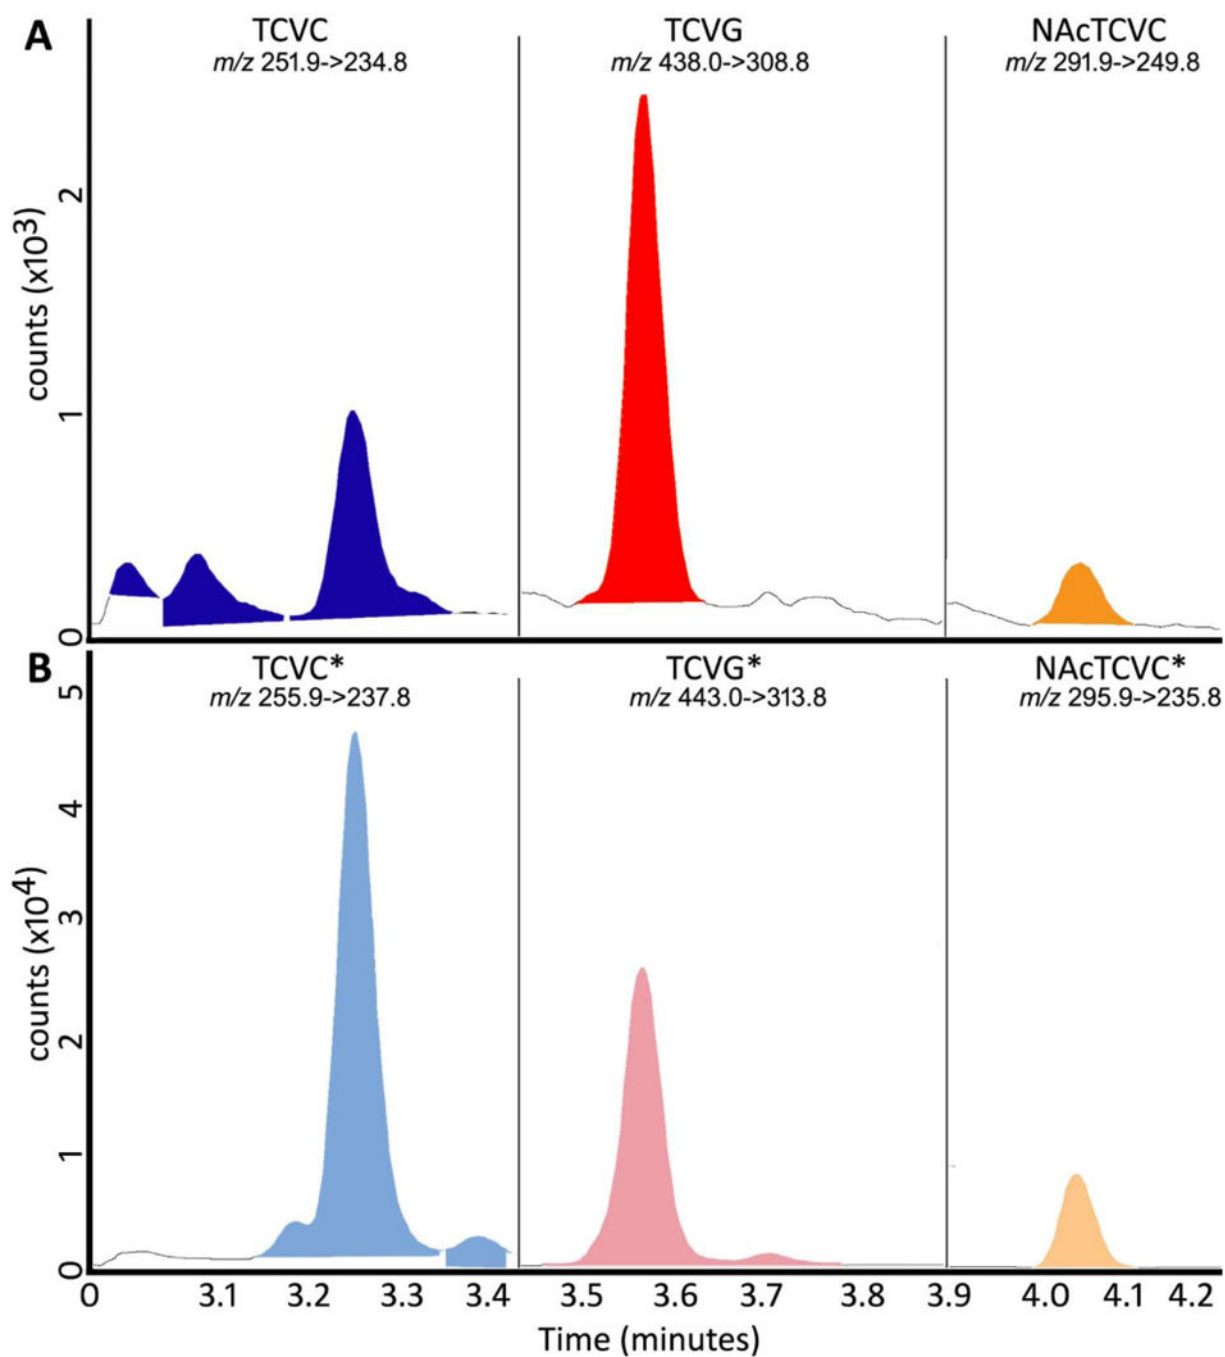 A
TCVC
m/z 251.9->234.8
TCVG
m/z 438.0->308.8
NAcTCVC
m/z 291.9->249.8
counts (x10³)
2
1
0
B
TCVC*
m/z 255.9->237.8
TCVG*
m/z 443.0->313.8
NAcTCVC*
m/z 295.9->235.8
counts (x10⁴)
5
4
3
2
1
0
0 3.1 3.2 3.3 3.4 3.5 3.6 3.7 3.8 3.9 4.0 4.1 4.2
Time (minutes)